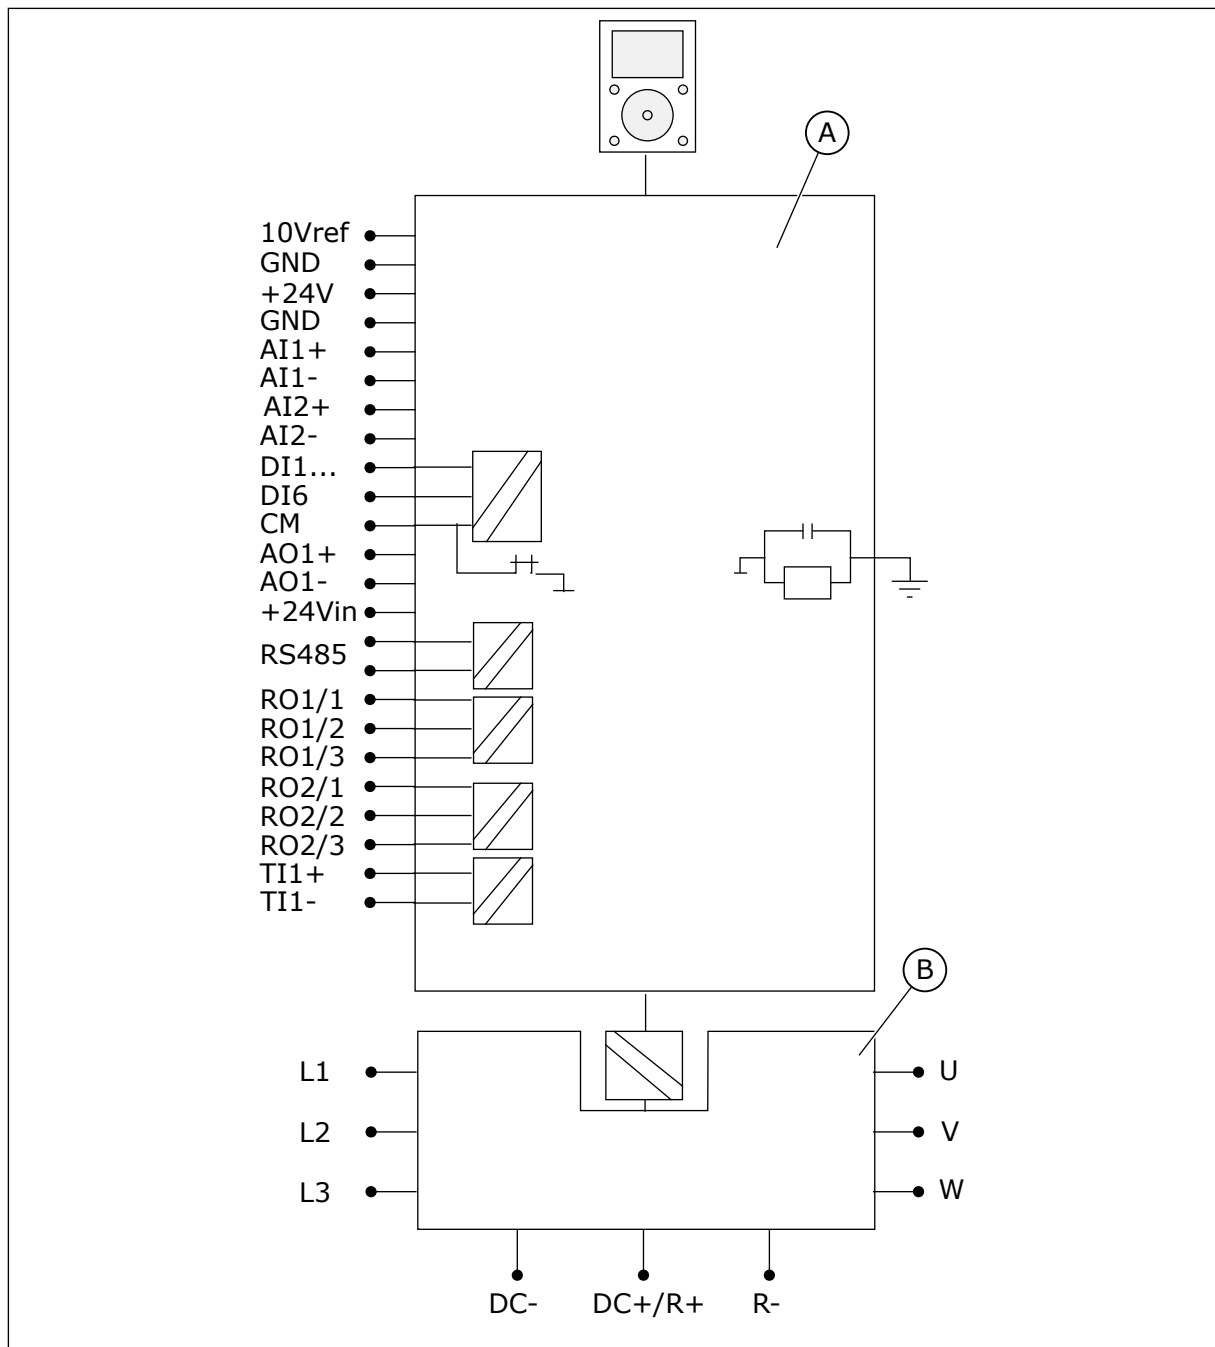 A
10Vref
GND
+24V
GND
AI1+
AI1-
AI2+
AI2-
DI1...
DI6
CM
AO1+
AO1-
+24Vin
RS485
RO1/1
RO1/2
RO1/3
RO2/1
RO2/2
RO2/3
TI1+
TI1-
B
L1
U
L2
V
L3
W
DC-
DC+/R+
R-